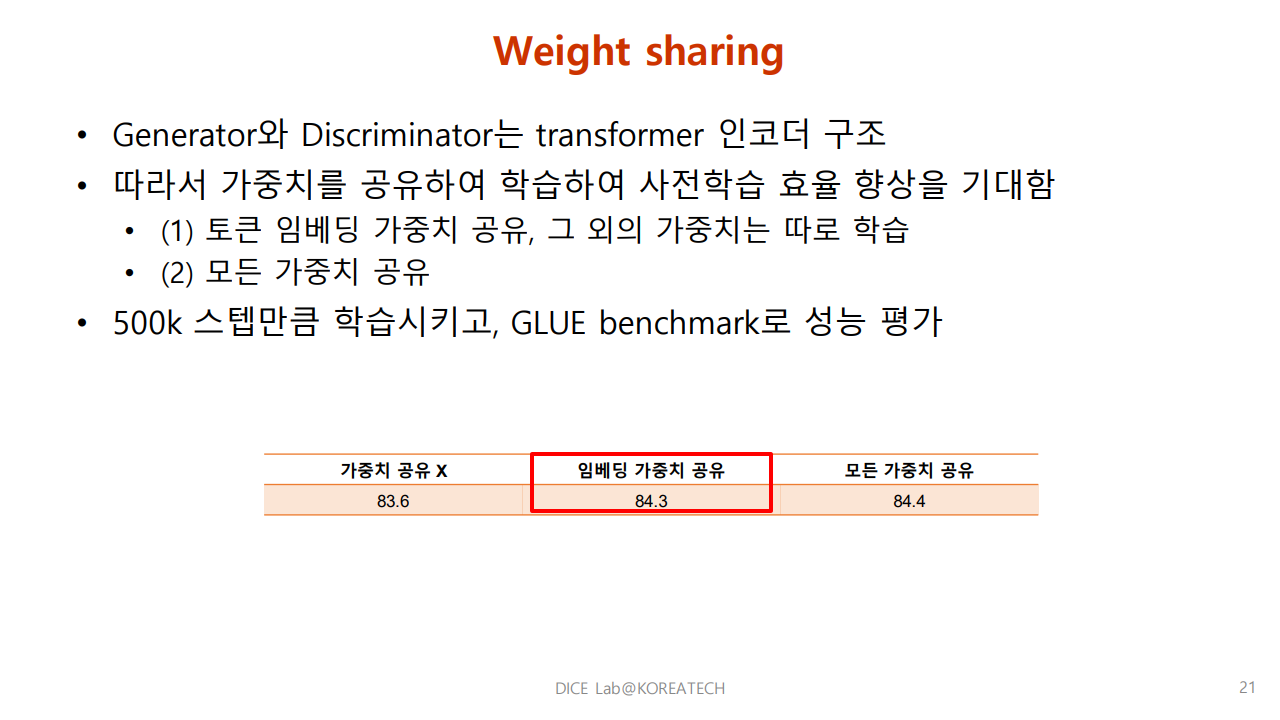 Weight sharing
• Generator와 Discriminator는 transformer 인코더 구조
• 따라서 가중치를 공유하여 학습하여 사전학습 효율 향상을 기대함
• (1) 토큰 임베딩 가중치 공유, 그 외의 가중치는 따로 학습
• (2) 모든 가중치 공유
• 500k 스텝만큼 학습시키고, GLUE benchmark로 성능 평가
가중치 공유 X 임베딩 가중치 공유 모든 가중치 공유
83.6 84.3 84.4
DICE Lab@KOREATECH 21